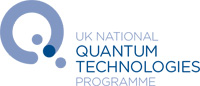 UK NATIONAL
QUANTUM
TECHNOLOGIES
PROGRAMME